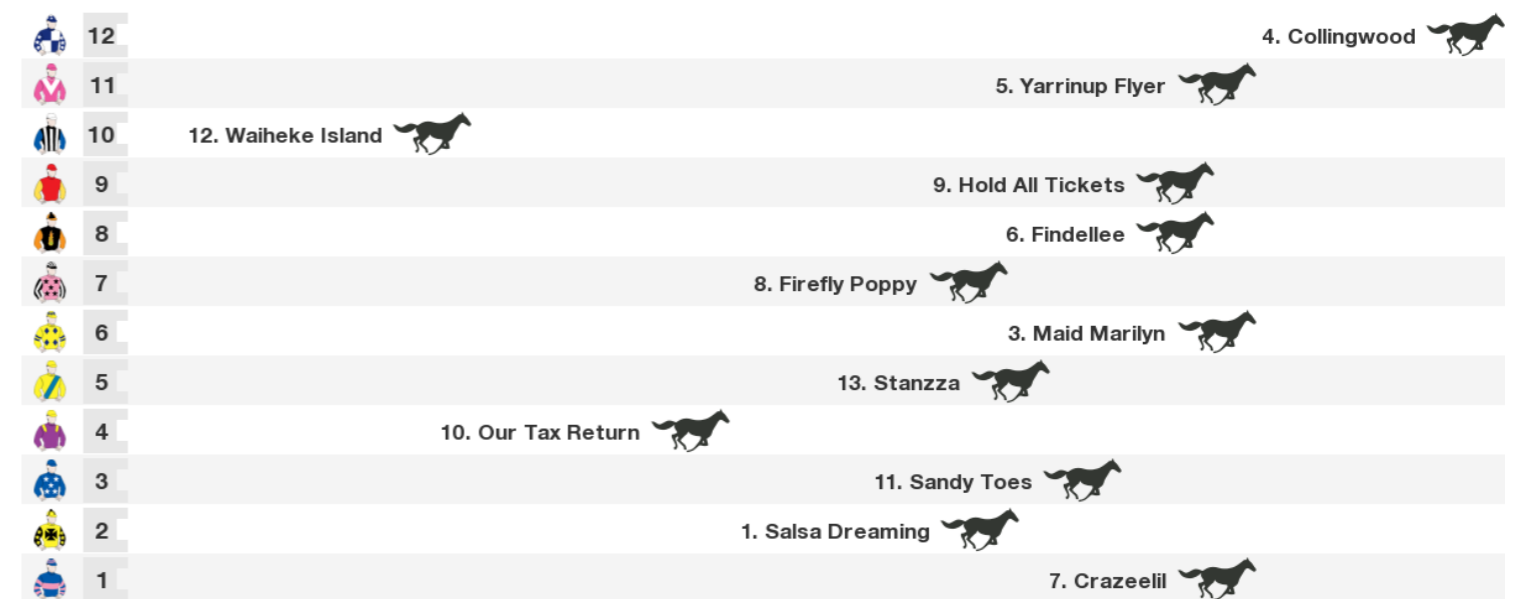 12 4. Collingwood
11 5. Yarrinup Flyer
10 12. Waiheke Island
9 9. Hold All Tickets
8 6. Findellee
7 8. Firefly Poppy
6 3. Maid Marilyn
5 13. Stanzza
4 10. Our Tax Return
3 11. Sandy Toes
2 1. Salsa Dreaming
1 7. Crazeelil